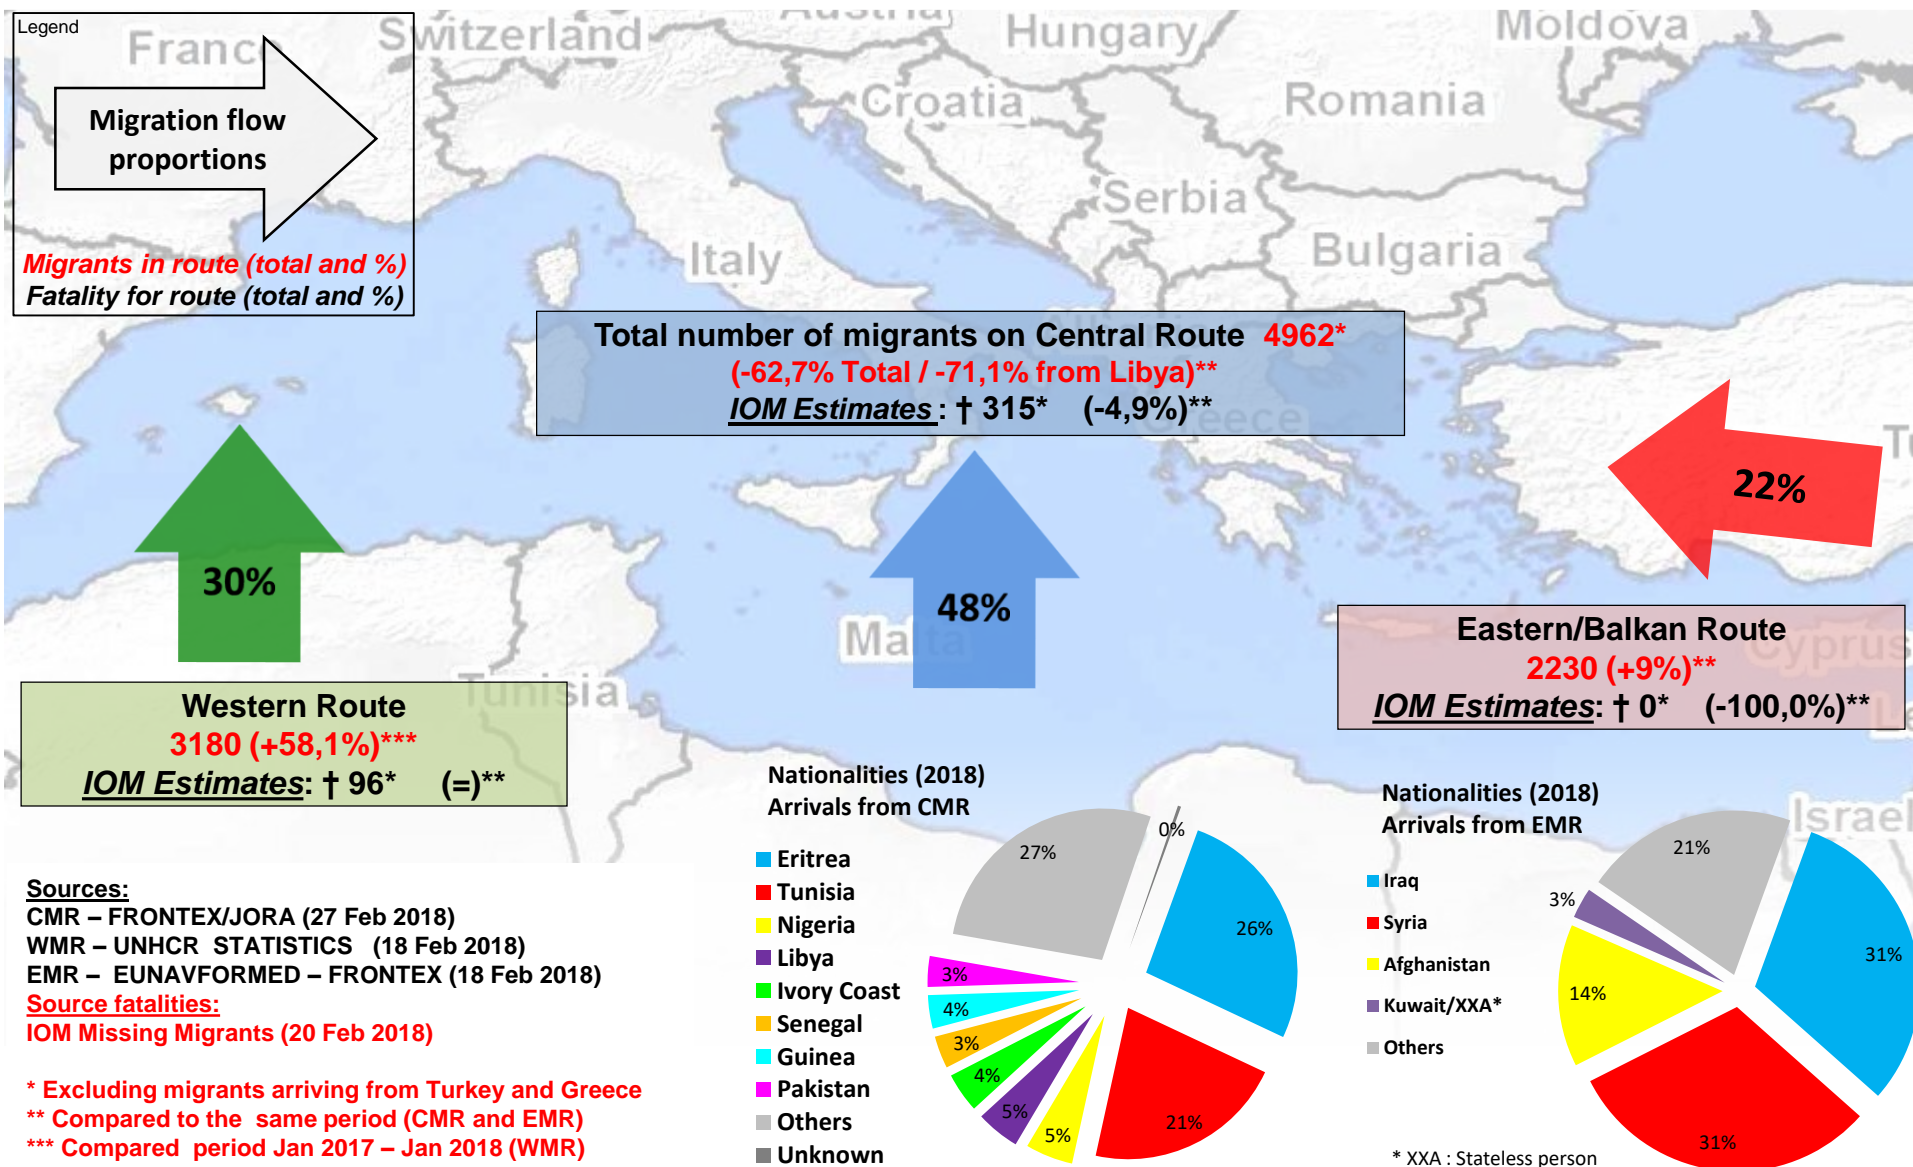 Legend
Migration flow
proportions
Migrants in route (total and %)
Fatality for route (total and %)
France
Switzerland
Austria
Hungary
Moldova
Croatia
Romania
Serbia
Italy
Bulgaria
Total number of migrants on Central Route 4962*
(-62,7% Total / -71,1% from Libya)**
IOM Estimates : † 315* (-4,9%)**
Greece
30%
48%
22%
Malta
Tunisia
Cyprus
Israel
Western Route
3180 (+58,1%)***
IOM Estimates: † 96* (=)**
Eastern/Balkan Route
2230 (+9%)**
IOM Estimates: † 0* (-100,0%)**
Sources:
CMR – FRONTEX/JORA (27 Feb 2018)
WMR – UNHCR STATISTICS (18 Feb 2018)
EMR – EUNAVFORMED – FRONTEX (18 Feb 2018)
Source fatalities:
IOM Missing Migrants (20 Feb 2018)
* Excluding migrants arriving from Turkey and Greece
** Compared to the same period (CMR and EMR)
*** Compared period Jan 2017 – Jan 2018 (WMR)
Nationalities (2018)
Arrivals from CMR
Eritrea
Tunisia
Nigeria
Libya
Ivory Coast
Senegal
Guinea
Pakistan
Others
Unknown
0%
26%
21%
5%
5%
4%
3%
4%
3%
27%
Nationalities (2018)
Arrivals from EMR
Iraq
Syria
Afghanistan
Kuwait/XXA*
Others
31%
31%
14%
3%
21%
* XXA : Stateless person